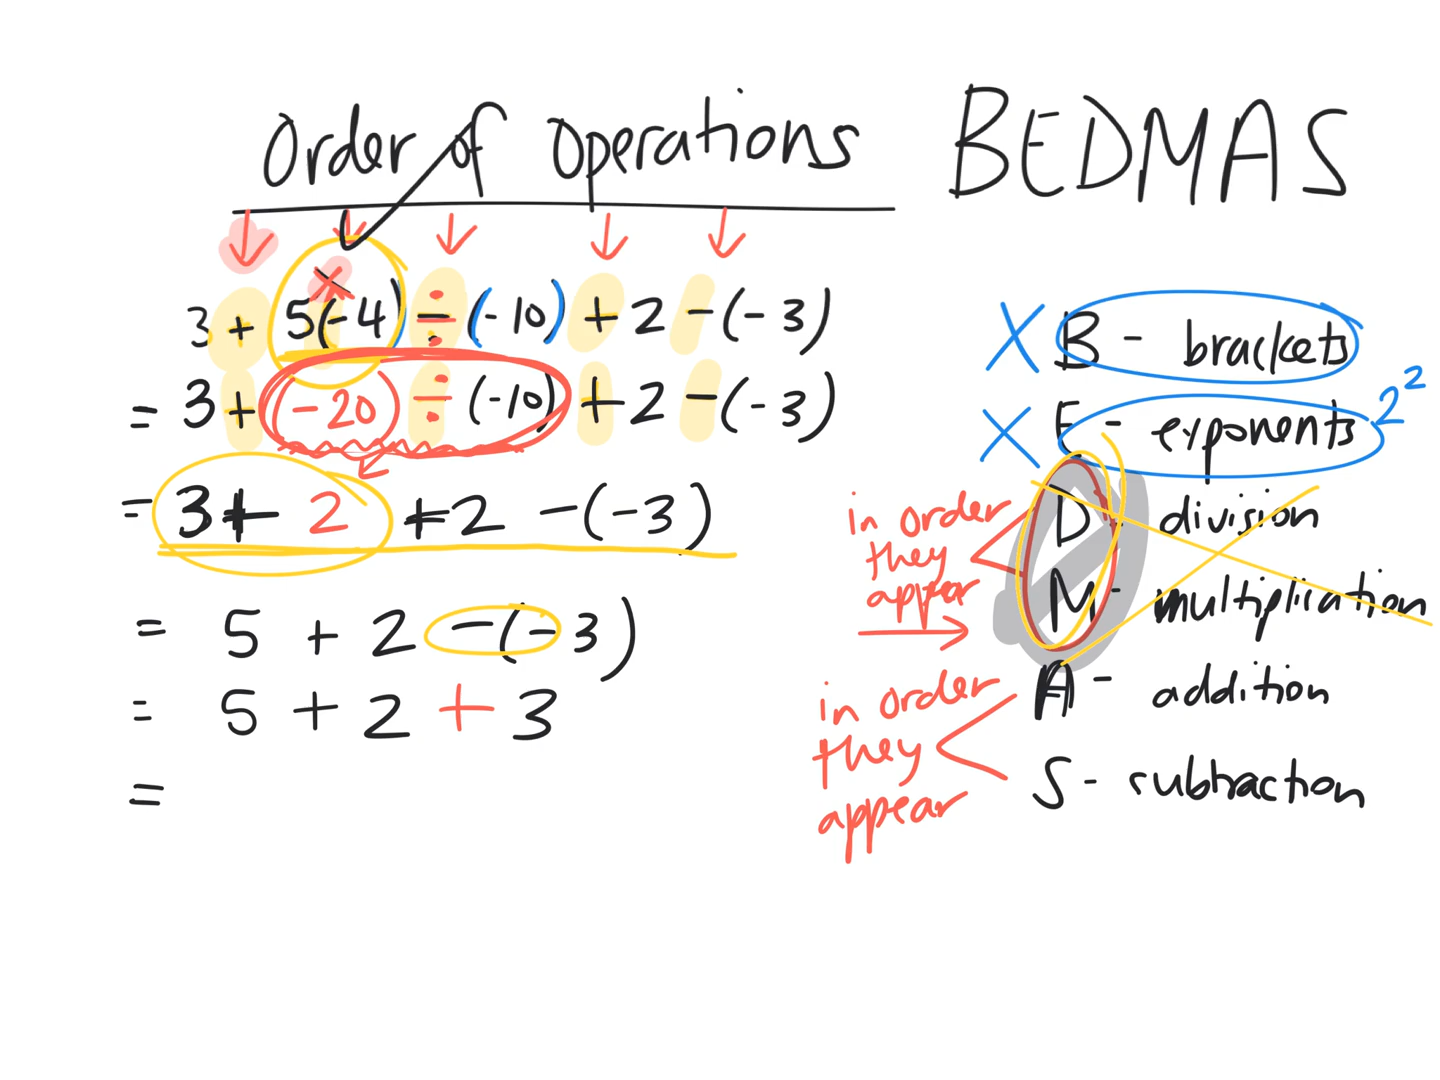 Order of Operations
BEDMAS
3 + 5(-4) ÷ (-10) + 2 - (-3)
×
= 3 + (-20) ÷ (-10) + 2 - (-3)
= 3 + 2 + 2 - (-3)
= 5 + 2 - (-3)
= 5 + 2 + 3
=
X B - brackets
X E - exponents 2²
D - division
M - multiplication
in order
they
appear
A - addition
S - subtraction
in order
they
appear